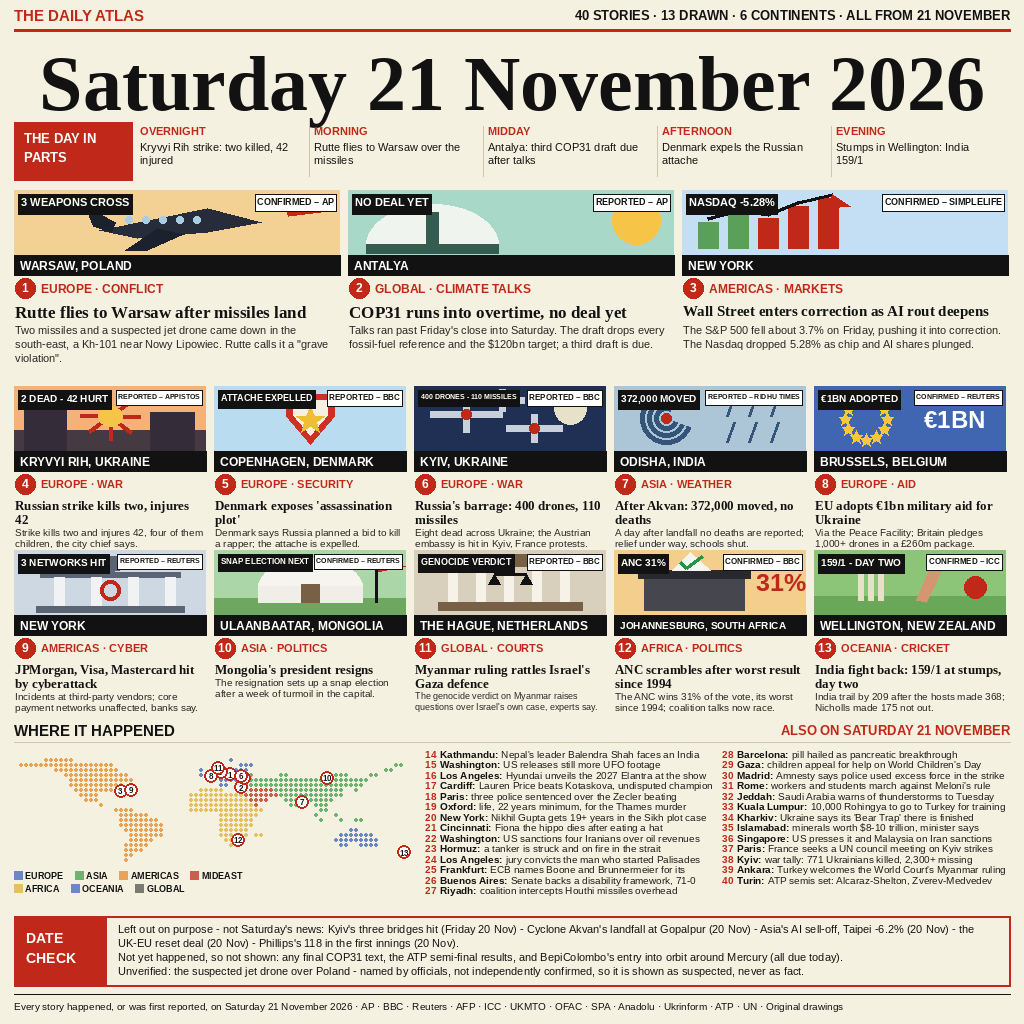 THE DAILY ATLAS
40 STORIES · 13 DRAWN · 6 CONTINENTS · ALL FROM 21 NOVEMBER
Saturday 21 November 2026
THE DAY IN
PARTS
OVERNIGHT
Kryvyi Rih strike: two killed, 42
injured
MORNING
Rutte flies to Warsaw over the
missiles
MIDDAY
Antalya: third COP31 draft due
after talks
AFTERNOON
Denmark expels the Russian
attache
EVENING
Stumps in Wellington: India
159/1
3 WEAPONS CROSS
CONFIRMED – AP
WARSAW, POLAND
1 EUROPE · CONFLICT
Rutte flies to Warsaw after missiles land
Two missiles and a suspected jet drone came down in the
south-east, a Kh-101 near Nowy Lipowiec. Rutte calls it a "grave
violation".
NO DEAL YET
REPORTED – AP
ANTALYA
2 GLOBAL · CLIMATE TALKS
COP31 runs into overtime, no deal yet
Talks ran past Friday's close into Saturday. The draft drops every
fossil-fuel reference and the $120bn target; a third draft is due.
NASDAQ -5.28%
CONFIRMED – SIMPLELIFE
NEW YORK
3 AMERICAS · MARKETS
Wall Street enters correction as AI rout deepens
The S&P 500 fell about 3.7% on Friday, pushing it into correction.
The Nasdaq dropped 5.28% as chip and AI shares plunged.
2 DEAD - 42 HURT
REPORTED – APPISTOS
KRYVYI RIH, UKRAINE
4 EUROPE · WAR
Russian strike kills two, injures
42
Strike kills two and injures 42, four of them
children, the city chief says.
ATTACHE EXPELLED
REPORTED – BBC
COPENHAGEN, DENMARK
5 EUROPE · SECURITY
Denmark exposes 'assassination
plot'
Denmark says Russia planned a bid to kill
a rapper; the attache is expelled.
400 DRONES - 110 MISSILES
REPORTED – BBC
KYIV, UKRAINE
6 EUROPE · WAR
Russia's barrage: 400 drones, 110
missiles
Eight dead across Ukraine; the Austrian
embassy is hit in Kyiv, France protests.
372,000 MOVED
REPORTED – RIDHU TIMES
ODISHA, INDIA
7 ASIA · WEATHER
After Akvan: 372,000 moved, no
deaths
A day after landfall no deaths are reported;
relief under way, schools shut.
€1BN ADOPTED
CONFIRMED – REUTERS
€1BN
BRUSSELS, BELGIUM
8 EUROPE · AID
EU adopts €1bn military aid for
Ukraine
Via the Peace Facility; Britain pledges
1,000+ drones in a £260m package.
3 NETWORKS HIT
REPORTED – REUTERS
NEW YORK
9 AMERICAS · CYBER
JPMorgan, Visa, Mastercard hit
by cyberattack
Incidents at third-party vendors; core
payment networks unaffected, banks say.
SNAP ELECTION NEXT
CONFIRMED – REUTERS
ULAANBAATAR, MONGOLIA
10 ASIA · POLITICS
Mongolia's president resigns
The resignation sets up a snap election
after a week of turmoil in the capital.
GENOCIDE VERDICT
REPORTED – BBC
THE HAGUE, NETHERLANDS
11 GLOBAL · COURTS
Myanmar ruling rattles Israel's
Gaza defence
The genocide verdict on Myanmar raises
questions over Israel's own case, experts say.
ANC 31%
CONFIRMED – BBC
31%
JOHANNESBURG, SOUTH AFRICA
12 AFRICA · POLITICS
ANC scrambles after worst result
since 1994
The ANC wins 31% of the vote, its worst
since 1994; coalition talks now race.
159/1 - DAY TWO
CONFIRMED – ICC
WELLINGTON, NEW ZEALAND
13 OCEANIA · CRICKET
India fight back: 159/1 at stumps,
day two
India trail by 209 after the hosts made 368;
Nicholls made 175 not out.
WHERE IT HAPPENED
ALSO ON SATURDAY 21 NOVEMBER
11
8
1
6
2
3
9
10
7
12
13
EUROPE ASIA AMERICAS MIDEAST
AFRICA OCEANIA GLOBAL
14 Kathmandu: Nepal's leader Balendra Shah faces an India
15 Washington: US releases still more UFO footage
16 Los Angeles: Hyundai unveils the 2027 Elantra at the show
17 Cardiff: Lauren Price beats Kotaskova, undisputed champion
18 Paris: three police sentenced over the Zecler beating
19 Oxford: life, 22 years minimum, for the Thames murder
20 New York: Nikhil Gupta gets 19+ years in the Sikh plot case
21 Cincinnati: Fiona the hippo dies after eating a hat
22 Washington: US sanctions four Iranians over oil revenues
23 Hormuz: a tanker is struck and on fire in the strait
24 Los Angeles: jury convicts the man who started Palisades
25 Frankfurt: ECB names Boone and Brunnermeier for its
26 Buenos Aires: Senate backs a disability framework, 71-0
27 Riyadh: coalition intercepts Houthi missiles overhead
28 Barcelona: pill hailed as pancreatic breakthrough
29 Gaza: children appeal for help on World Children's Day
30 Madrid: Amnesty says police used excess force in the strike
31 Rome: workers and students march against Meloni's rule
32 Jeddah: Saudi Arabia warns of thunderstorms to Tuesday
33 Kuala Lumpur: 10,000 Rohingya to go to Turkey for training
34 Kharkiv: Ukraine says its 'Bear Trap' there is finished
35 Islamabad: minerals worth $8-10 trillion, minister says
36 Singapore: US presses it and Malaysia on Iran sanctions
37 Paris: France seeks a UN council meeting on Kyiv strikes
38 Kyiv: war tally: 771 Ukrainians killed, 2,300+ missing
39 Ankara: Turkey welcomes the World Court's Myanmar ruling
40 Turin: ATP semis set: Alcaraz-Shelton, Zverev-Medvedev
DATE
CHECK
Left out on purpose - not Saturday's news: Kyiv's three bridges hit (Friday 20 Nov) - Cyclone Akvan's landfall at Gopalpur (20 Nov) - Asia's AI sell-off, Taipei -6.2% (20 Nov) - the
UK-EU reset deal (20 Nov) - Phillips's 118 in the first innings (20 Nov).
Not yet happened, so not shown: any final COP31 text, the ATP semi-final results, and BepiColombo's entry into orbit around Mercury (all due today).
Unverified: the suspected jet drone over Poland - named by officials, not independently confirmed, so it is shown as suspected, never as fact.
Every story happened, or was first reported, on Saturday 21 November 2026 · AP · BBC · Reuters · AFP · ICC · UKMTO · OFAC · SPA · Anadolu · Ukrinform · ATP · UN · Original drawings